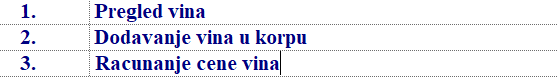 1. Pregled vina
2. Dodavanje vina u korpu
3. Racunanje cene vina